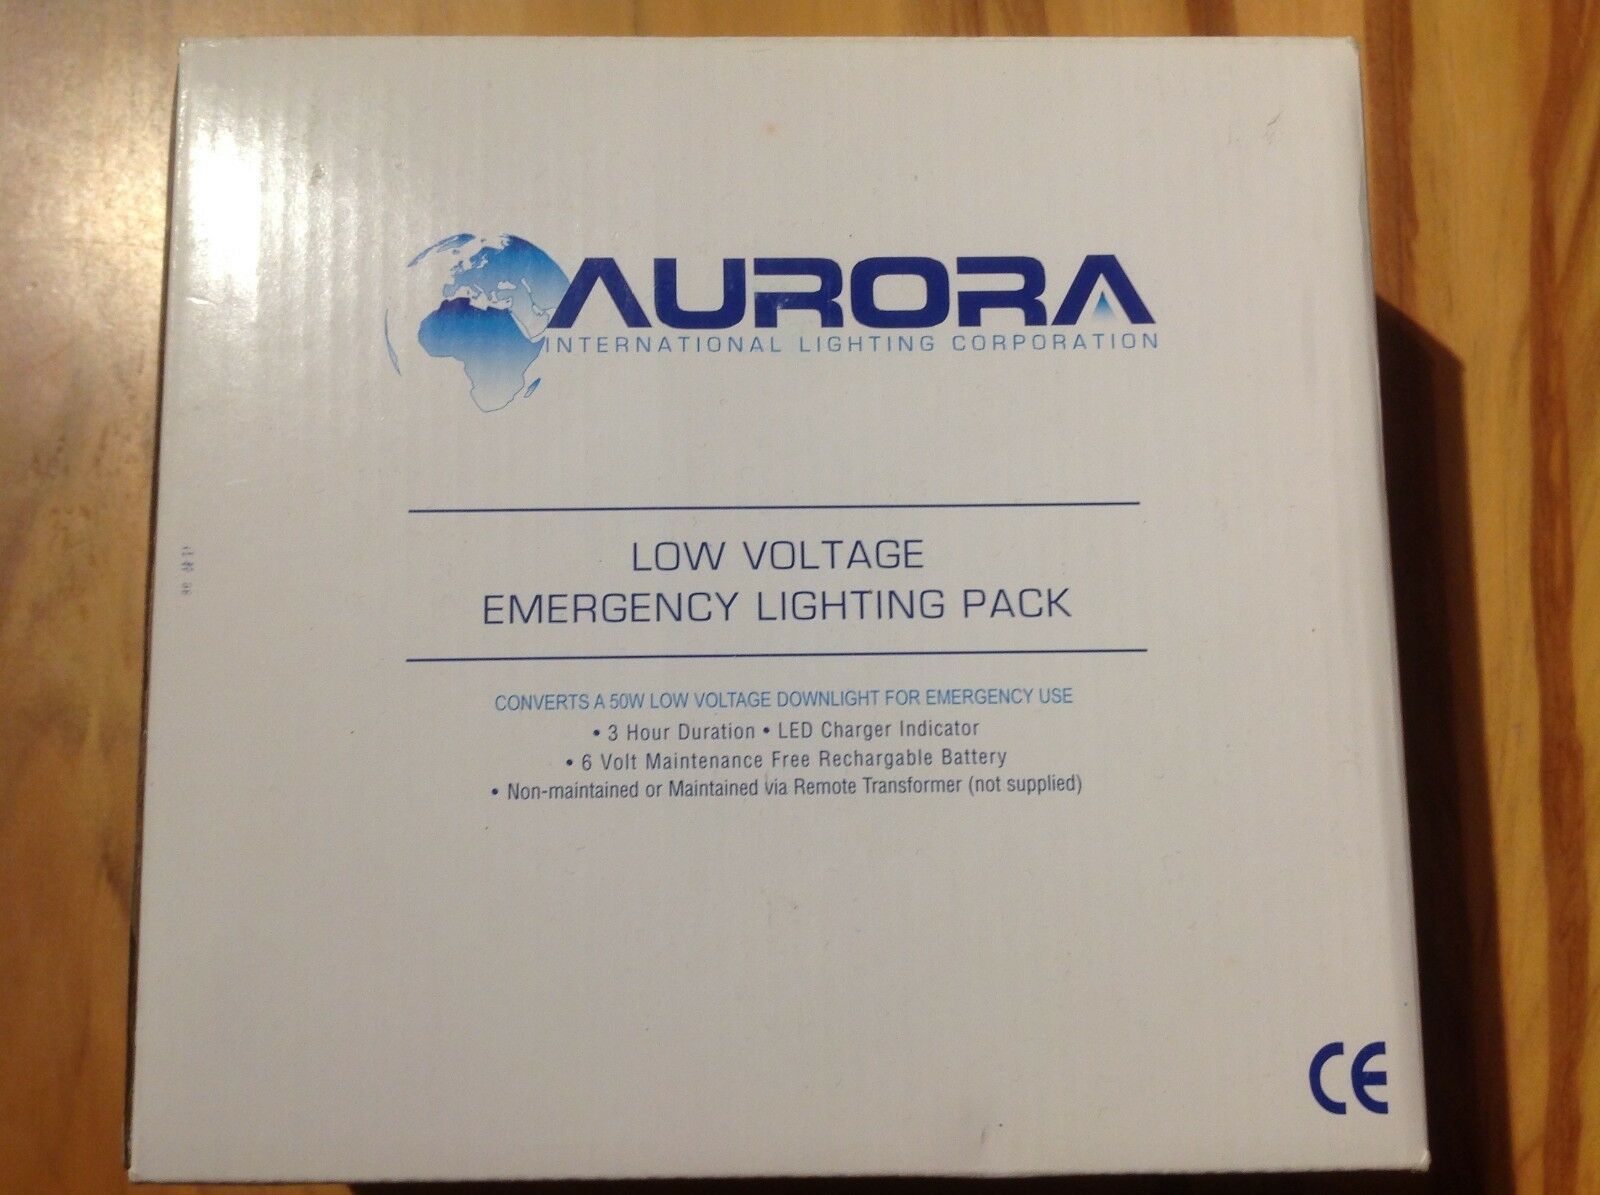 AURORA
INTERNATIONAL LIGHTING CORPORATION
LOW VOLTAGE
EMERGENCY LIGHTING PACK
CONVERTS A 50W LOW VOLTAGE DOWNLIGHT FOR EMERGENCY USE
• 3 Hour Duration • LED Charger Indicator
• 6 Volt Maintenance Free Rechargable Battery
• Non-maintained or Maintained via Remote Transformer (not supplied)
CE